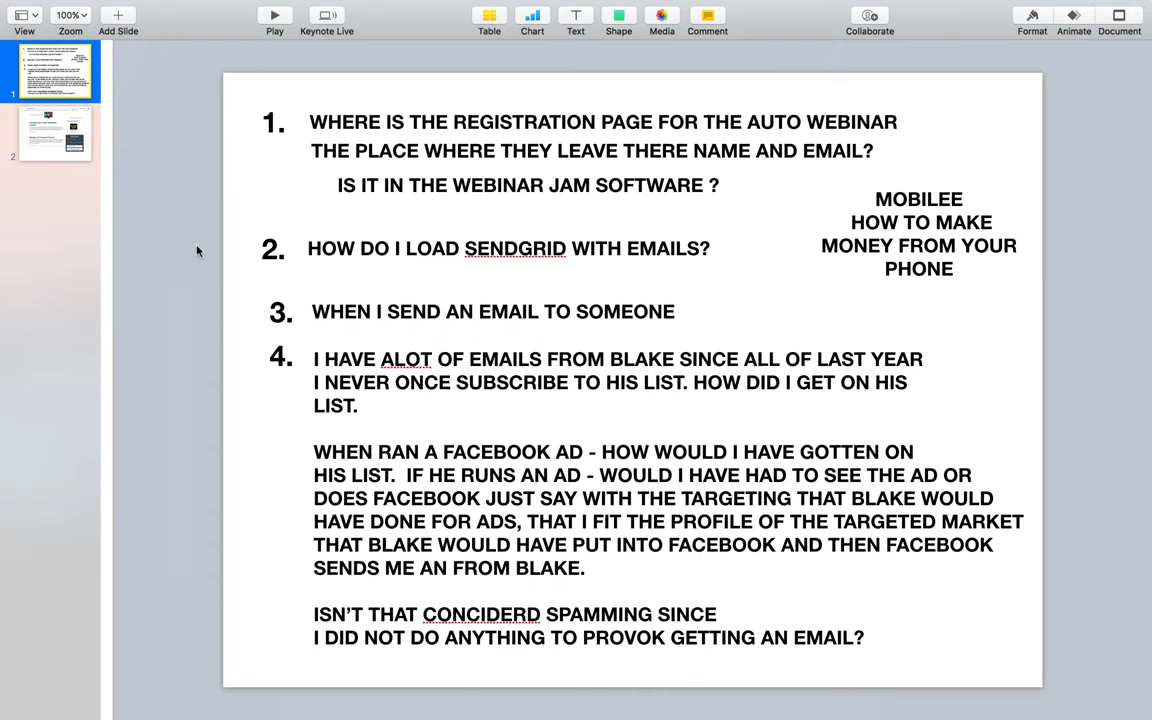 View
100%
Zoom
Add Slide
Play
Keynote Live
Table
Chart
Text
Shape
Media
Comment
Collaborate
Format
Animate
Document
1
2
1. WHERE IS THE REGISTRATION PAGE FOR THE AUTO WEBINAR
THE PLACE WHERE THEY LEAVE THERE NAME AND EMAIL?
IS IT IN THE WEBINAR JAM SOFTWARE ?
MOBILEE
HOW TO MAKE
MONEY FROM YOUR
PHONE
2. HOW DO I LOAD SENDGRID WITH EMAILS?
3. WHEN I SEND AN EMAIL TO SOMEONE
4. I HAVE ALOT OF EMAILS FROM BLAKE SINCE ALL OF LAST YEAR
I NEVER ONCE SUBSCRIBE TO HIS LIST. HOW DID I GET ON HIS
LIST.
WHEN RAN A FACEBOOK AD - HOW WOULD I HAVE GOTTEN ON
HIS LIST.  IF HE RUNS AN AD - WOULD I HAVE HAD TO SEE THE AD OR
DOES FACEBOOK JUST SAY WITH THE TARGETING THAT BLAKE WOULD
HAVE DONE FOR ADS, THAT I FIT THE PROFILE OF THE TARGETED MARKET
THAT BLAKE WOULD HAVE PUT INTO FACEBOOK AND THEN FACEBOOK
SENDS ME AN FROM BLAKE.
ISN'T THAT CONCIDERD SPAMMING SINCE
I DID NOT DO ANYTHING TO PROVOK GETTING AN EMAIL?